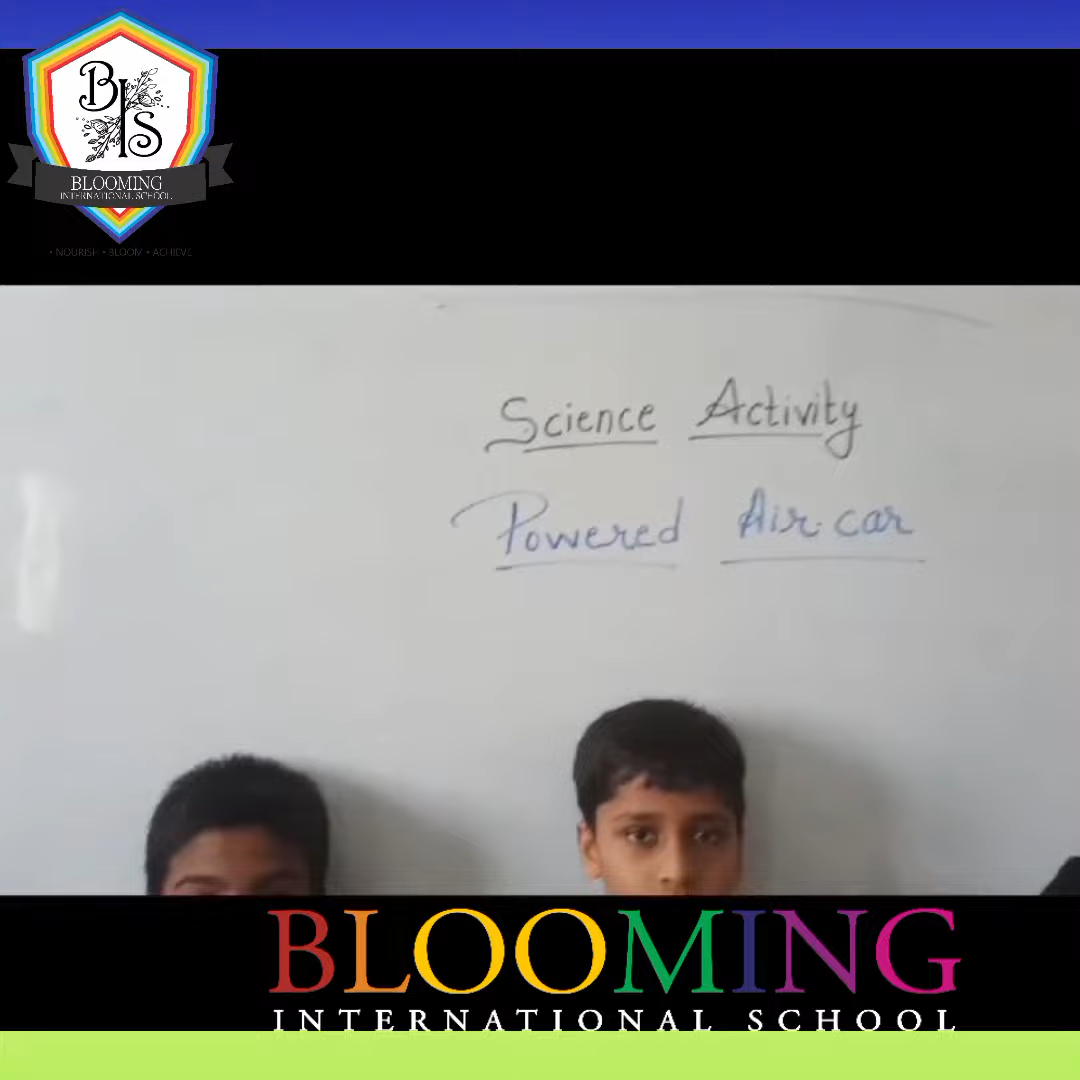 BIS
BLOOMING
INTERNATIONAL SCHOOL
• NOURISH • BLOOM • ACHIEVE
Science Activity
Powered Air car
BLOOMING
INTERNATIONAL SCHOOL